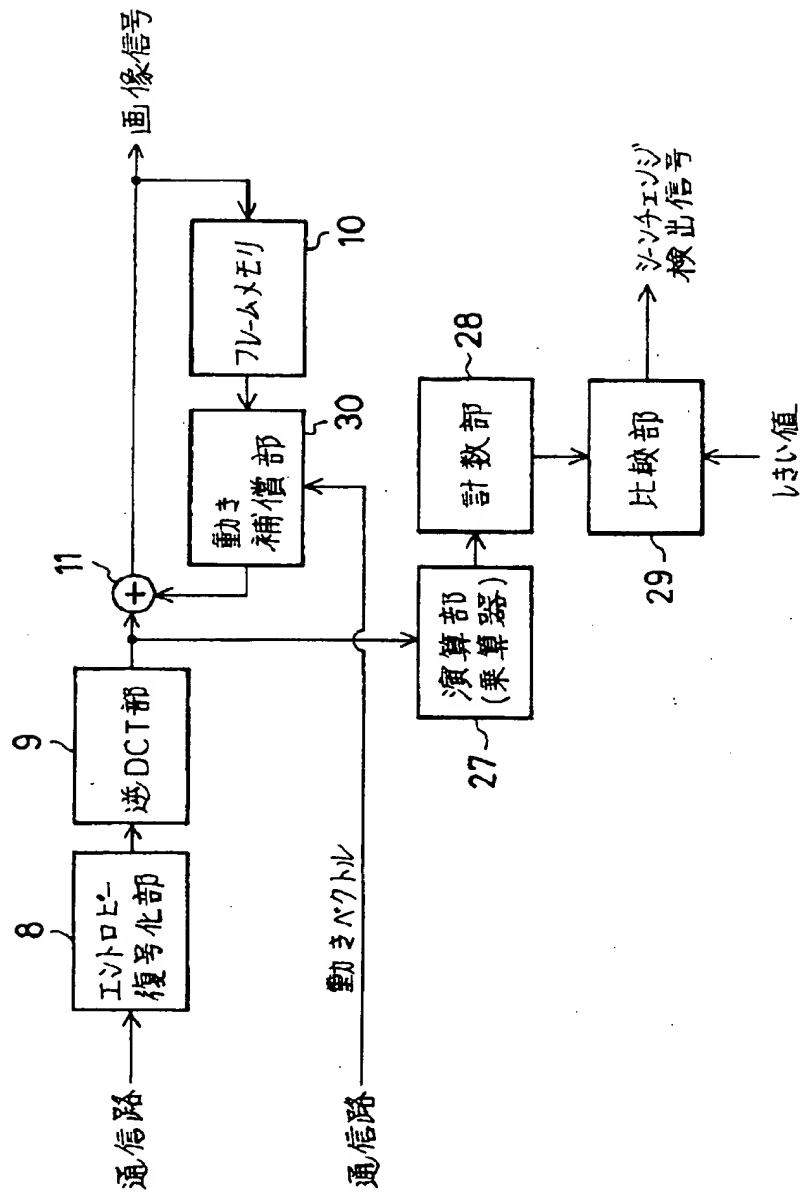 通信路
8
エントロピー
復号化部
9
逆DCT部
11
+
画像信号
フレームメモリ
10
動き
補償部
30
通信路
動きベクトル
演算部
(乗算器)
27
計数部
28
比較部
29
しきい値
シーンチェンジ
検出信号